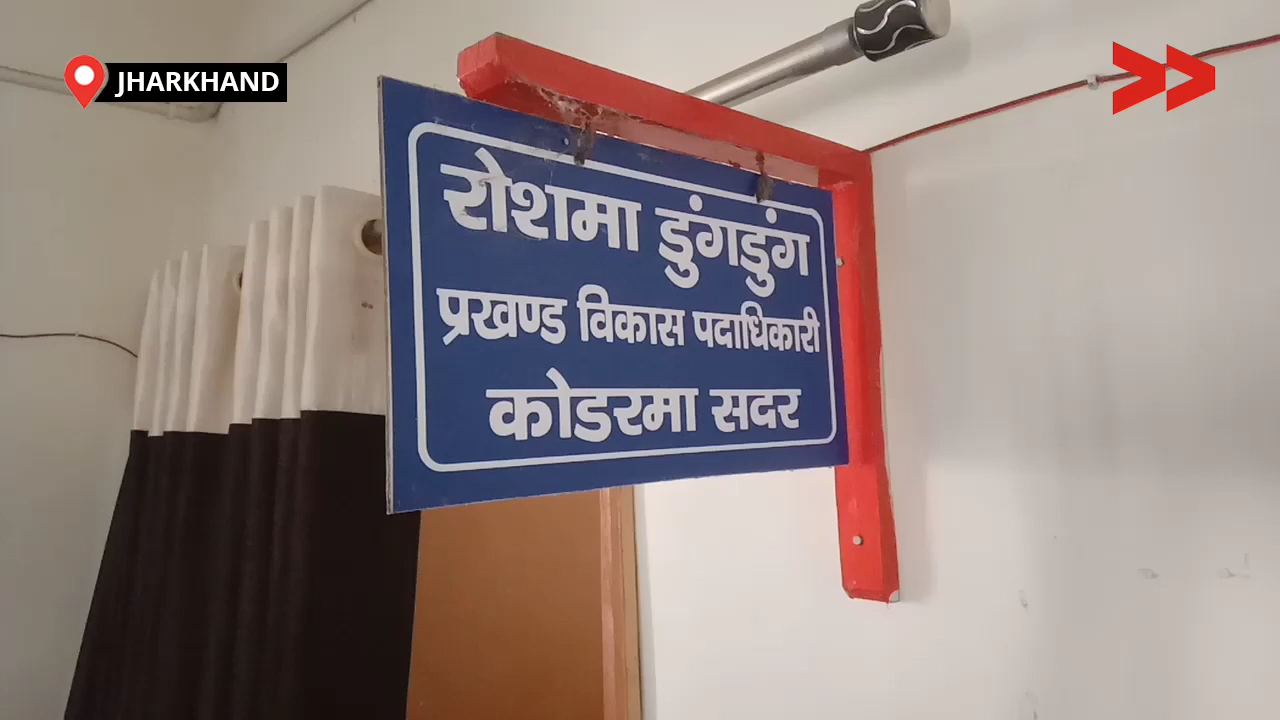 JHARKHAND
रोशमा डुंगडुंग
प्रखण्ड विकास पदाधिकारी
कोडरमा सदर